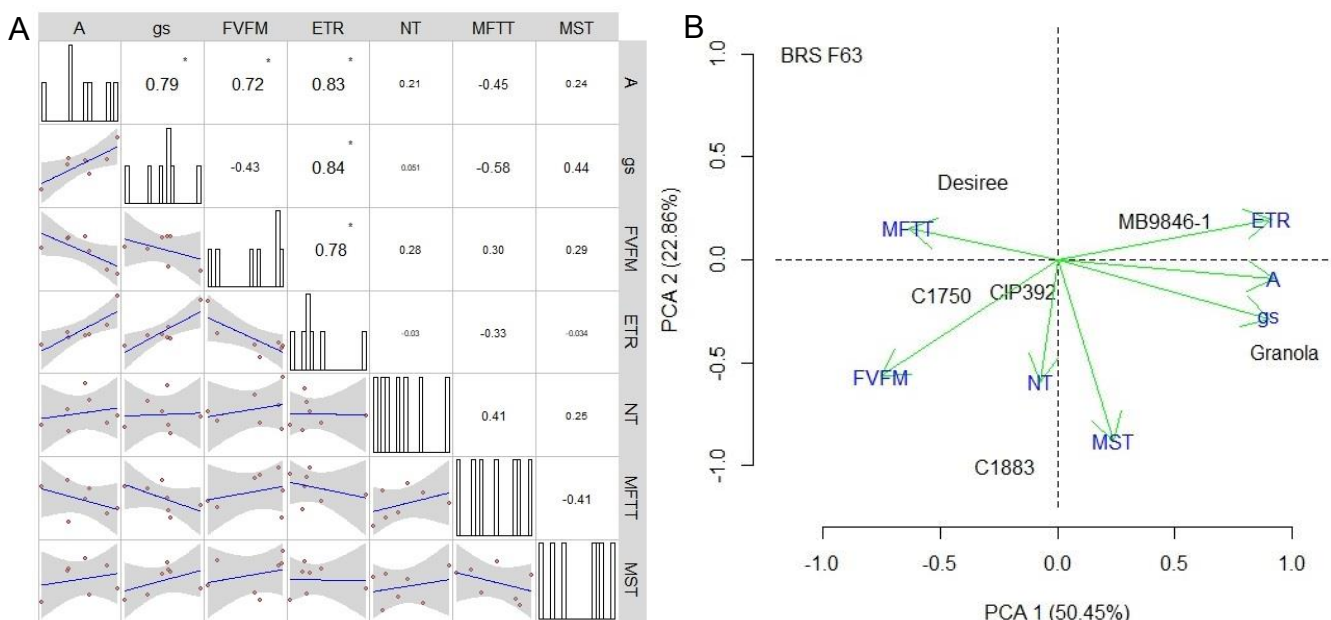 A
A gs FVFM ETR NT MFTT MST
0.79 * 0.72 * 0.83 * 0.21 -0.45 0.24 A
-0.43 0.84 * 0.051 -0.58 0.44 gs
0.78 * 0.28 0.30 0.29 FVFM
-0.03 -0.33 -0.034 ETR
0.41 0.25 NT
-0.41 MFTT
MST
B
BRS F63
Desiree
MB9846-1
MFTT
ETR
A
C1750
CIP392
gs
Granola
FVFM
NT
MST
C1883
PCA 2 (22.86%)
1.0
0.5
0.0
-0.5
-1.0
-1.0 -0.5 0.0 0.5 1.0
PCA 1 (50.45%)